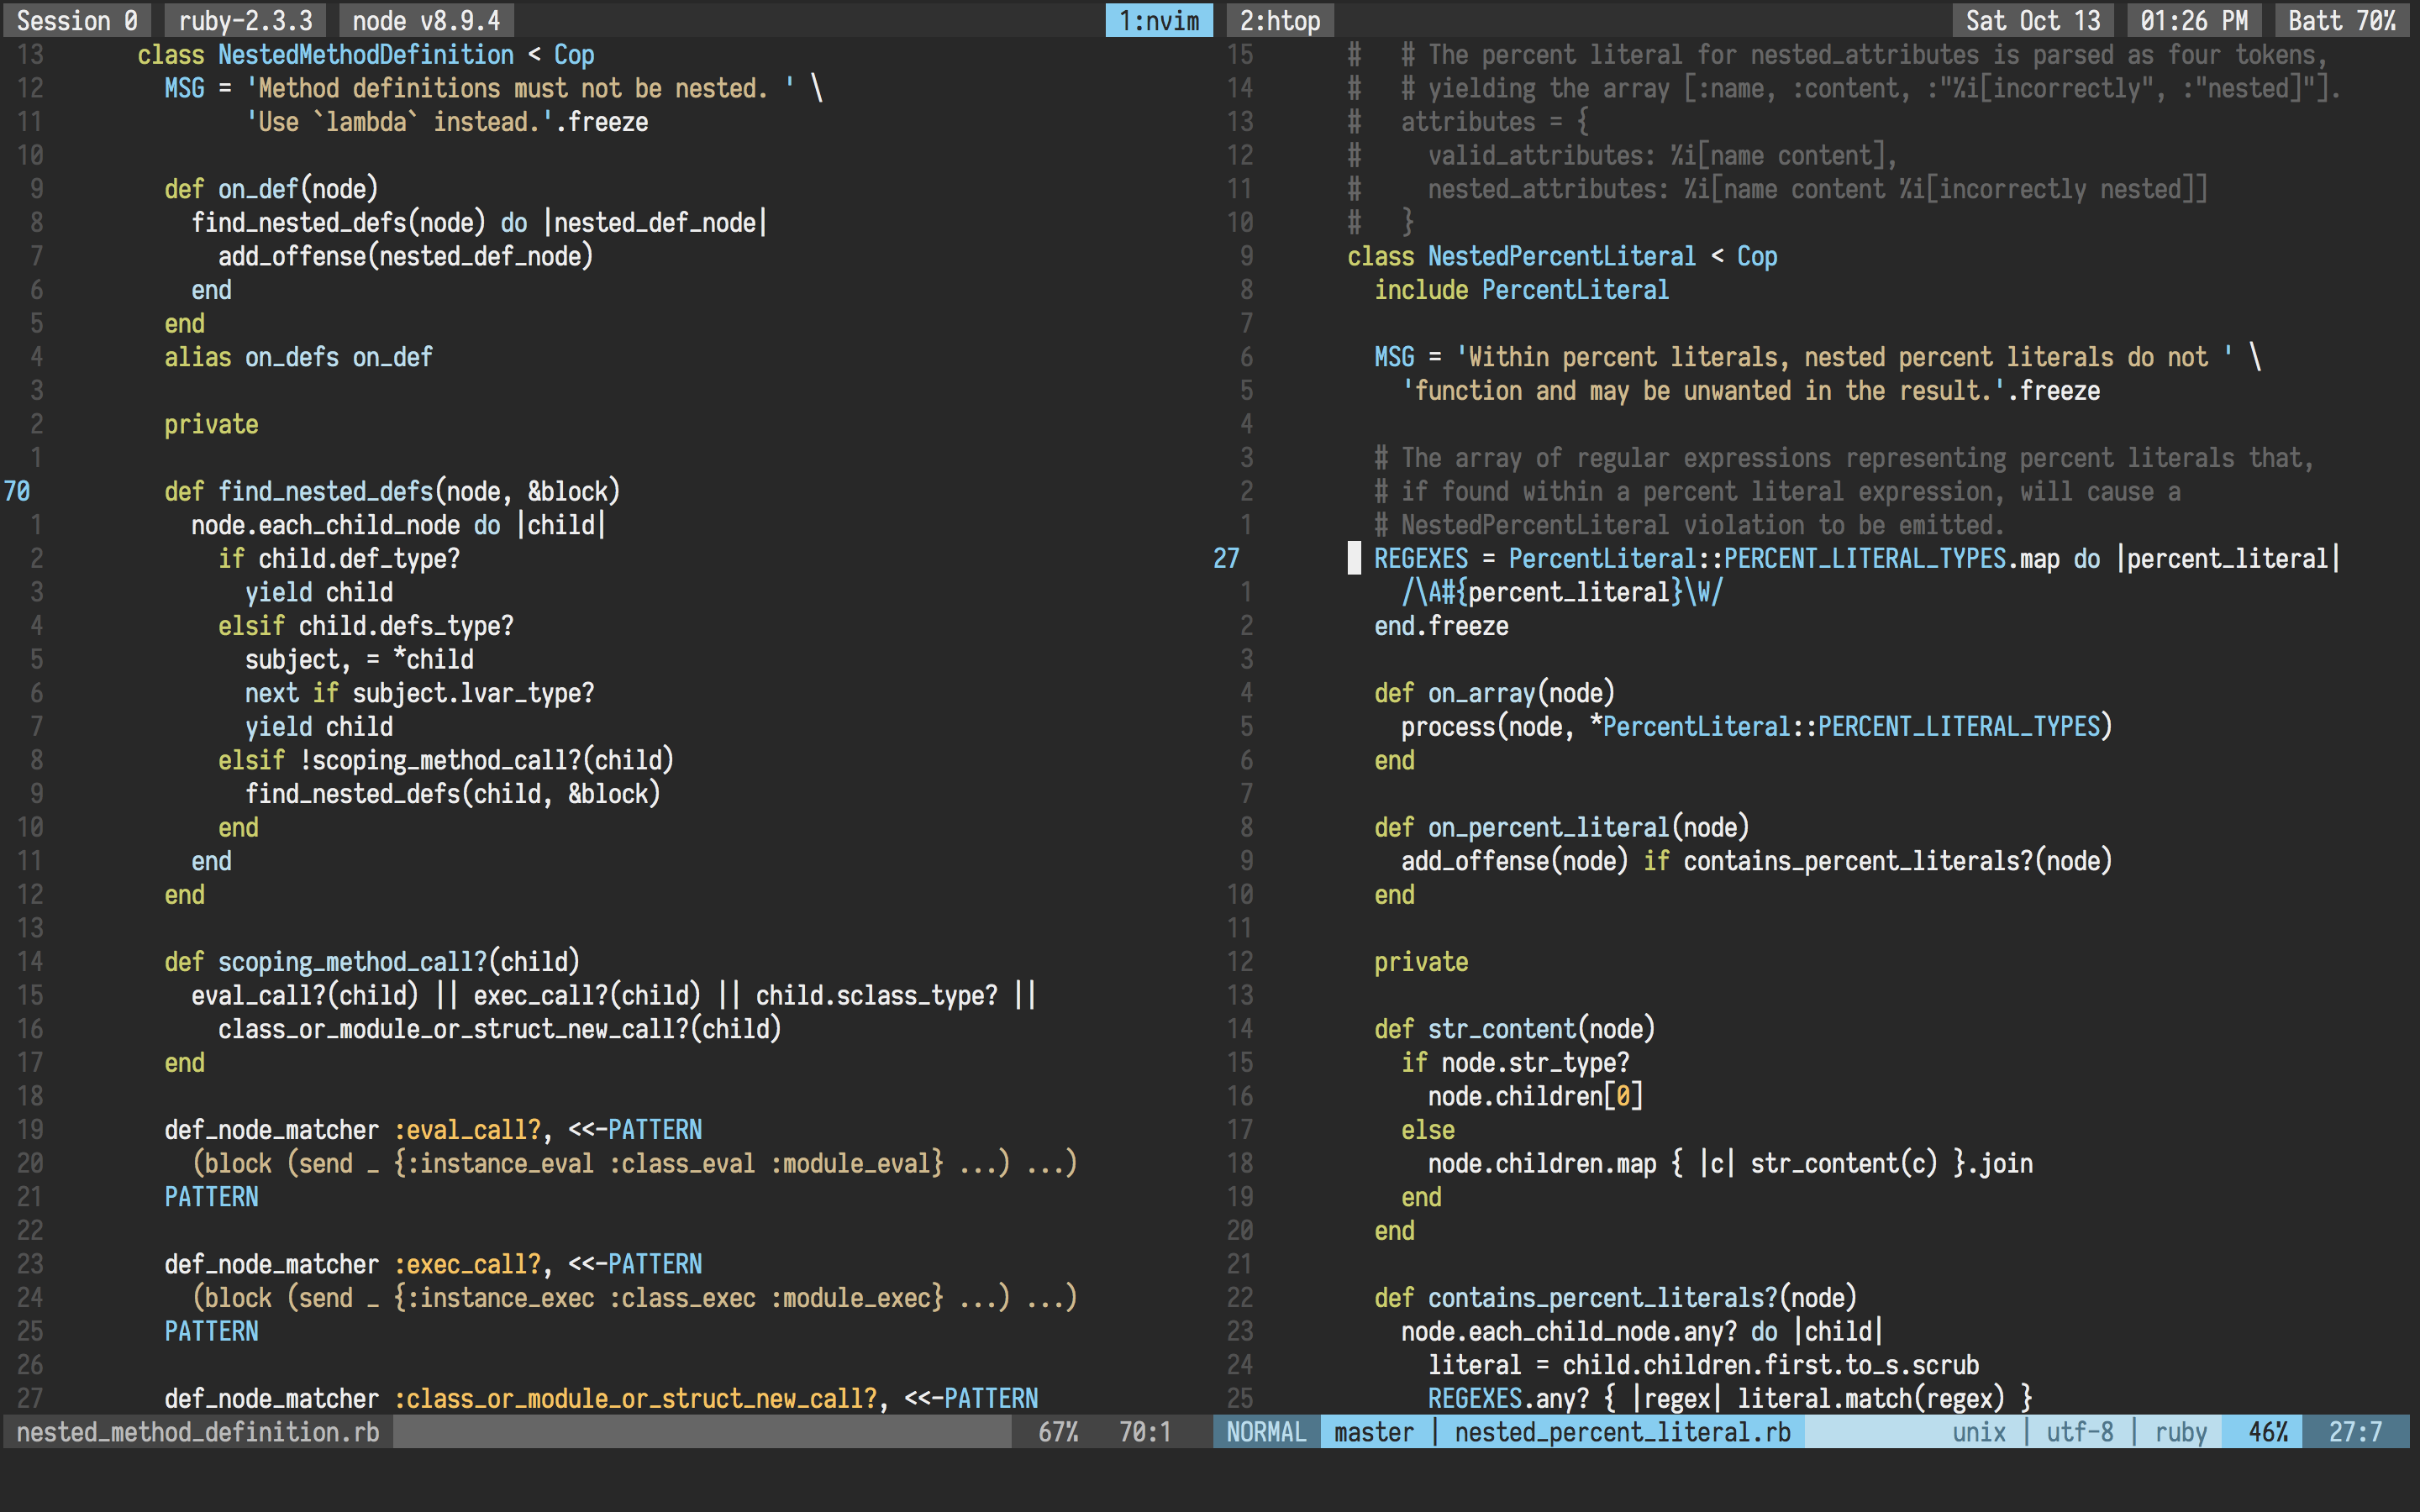 Session 0 ruby-2.3.3 node v8.9.4 1:nvim 2:htop Sat Oct 13 01:26 PM Batt 70%
13 class NestedMethodDefinition < Cop
12 MSG = 'Method definitions must not be nested. ' \
11 'Use `lambda` instead.'.freeze
10
9 def on_def(node)
8 find_nested_defs(node) do |nested_def_node|
7 add_offense(nested_def_node)
6 end
5 end
4 alias on_defs on_def
3
2 private
1
70 def find_nested_defs(node, &block)
1 node.each_child_node do |child|
2 if child.def_type?
3 yield child
4 elsif child.defs_type?
5 subject, = *child
6 next if subject.lvar_type?
7 yield child
8 elsif !scoping_method_call?(child)
9 find_nested_defs(child, &block)
10 end
11 end
12 end
13
14 def scoping_method_call?(child)
15 eval_call?(child) || exec_call?(child) || child.sclass_type? ||
16 class_or_module_or_struct_new_call?(child)
17 end
18
19 def_node_matcher :eval_call?, <<-PATTERN
20 (block (send _ {:instance_eval :class_eval :module_eval} ...) ...)
21 PATTERN
22
23 def_node_matcher :exec_call?, <<-PATTERN
24 (block (send _ {:instance_exec :class_exec :module_exec} ...) ...)
25 PATTERN
26
27 def_node_matcher :class_or_module_or_struct_new_call?, <<-PATTERN
nested_method_definition.rb 67% 70:1
15 # # The percent literal for nested_attributes is parsed as four tokens,
14 # # yielding the array [:name, :content, :"%i[incorrectly", :"nested]"].
13 # attributes = {
12 # valid_attributes: %i[name content],
11 # nested_attributes: %i[name content %i[incorrectly nested]]
10 # }
9 class NestedPercentLiteral < Cop
8 include PercentLiteral
7
6 MSG = 'Within percent literals, nested percent literals do not ' \
5 'function and may be unwanted in the result.'.freeze
4
3 # The array of regular expressions representing percent literals that,
2 # if found within a percent literal expression, will cause a
1 # NestedPercentLiteral violation to be emitted.
27 REGEXES = PercentLiteral::PERCENT_LITERAL_TYPES.map do |percent_literal|
1 /\A#{percent_literal}\W/
2 end.freeze
3
4 def on_array(node)
5 process(node, *PercentLiteral::PERCENT_LITERAL_TYPES)
6 end
7
8 def on_percent_literal(node)
9 add_offense(node) if contains_percent_literals?(node)
10 end
11
12 private
13
14 def str_content(node)
15 if node.str_type?
16 node.children[0]
17 else
18 node.children.map { |c| str_content(c) }.join
19 end
20 end
21
22 def contains_percent_literals?(node)
23 node.each_child_node.any? do |child|
24 literal = child.children.first.to_s.scrub
25 REGEXES.any? { |regex| literal.match(regex) }
NORMAL master | nested_percent_literal.rb unix | utf-8 | ruby 46% 27:7